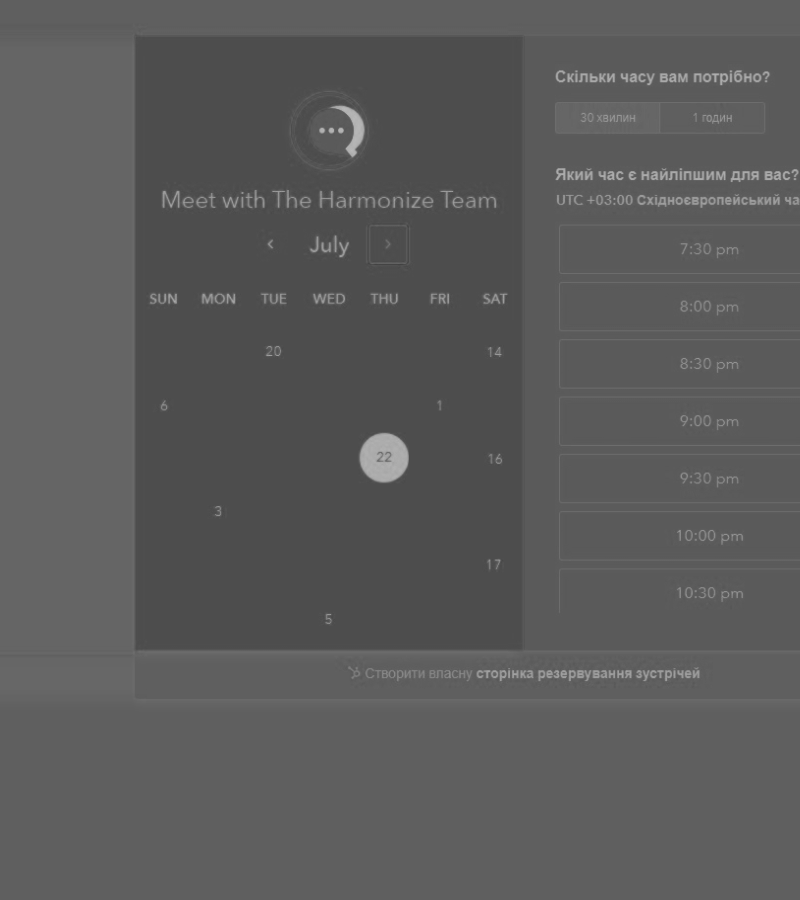 Meet with The Harmonize Team
July
SUN MON TUE WED THU FRI SAT
20 14
6 1
22 16
3
17
5
Скільки часу вам потрібно?
30 хвилин 1 годин
Який час є найліпшим для вас?
UTC +03:00 Східноєвропейський ча
7:30 pm
8:00 pm
8:30 pm
9:00 pm
9:30 pm
10:00 pm
10:30 pm
Створити власну сторінка резервування зустрічей